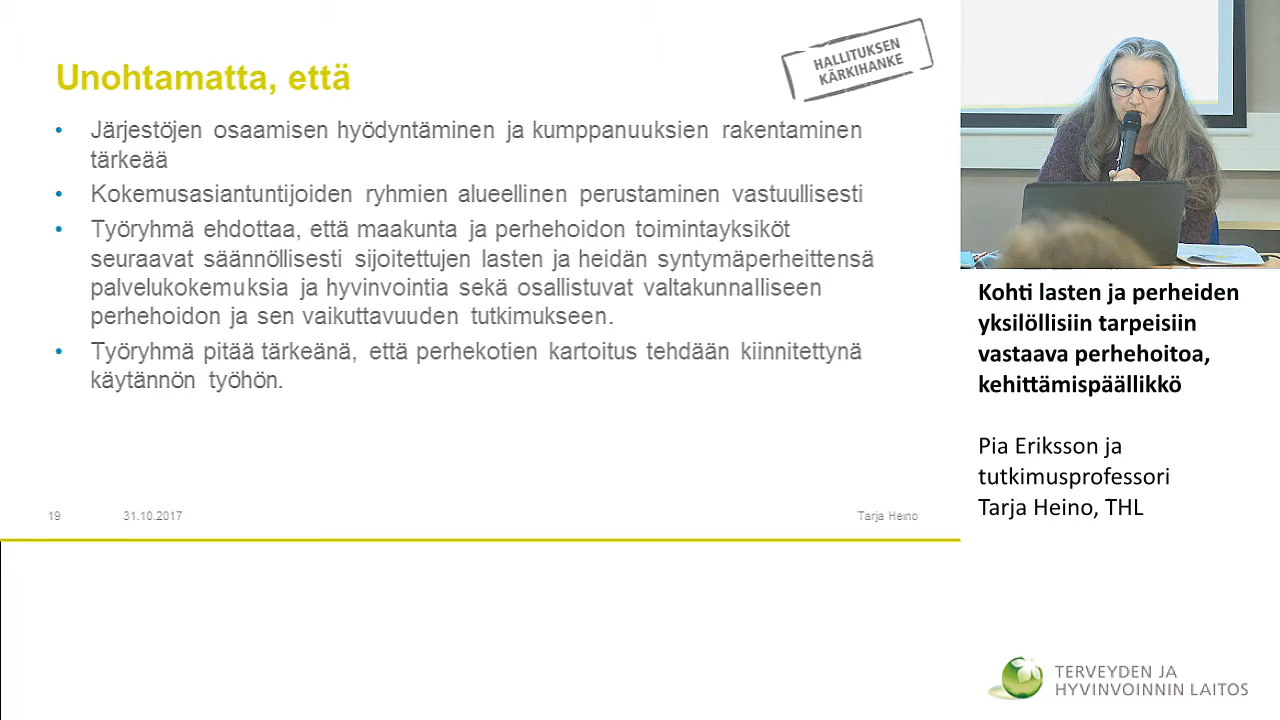 Unohtamatta, että
HALLITUKSEN
KÄRKIHANKE
• Järjestöjen osaamisen hyödyntäminen ja kumppanuuksien rakentaminen
tärkeää
• Kokemusasiantuntijoiden ryhmien alueellinen perustaminen vastuullisesti
• Työryhmä ehdottaa, että maakunta ja perhehoidon toimintayksiköt
seuraavat säännöllisesti sijoitettujen lasten ja heidän syntymäperheittensä
palvelukokemuksia ja hyvinvointia sekä osallistuvat valtakunnalliseen
perhehoidon ja sen vaikuttavuuden tutkimukseen.
• Työryhmä pitää tärkeänä, että perhekotien kartoitus tehdään kiinnitettynä
käytännön työhön.
19 31.10.2017 Tarja Heino
Kohti lasten ja perheiden
yksilöllisiin tarpeisiin
vastaava perhehoitoa,
kehittämispäällikkö
Pia Eriksson ja
tutkimusprofessori
Tarja Heino, THL
TERVEYDEN JA
HYVINVOINNIN LAITOS